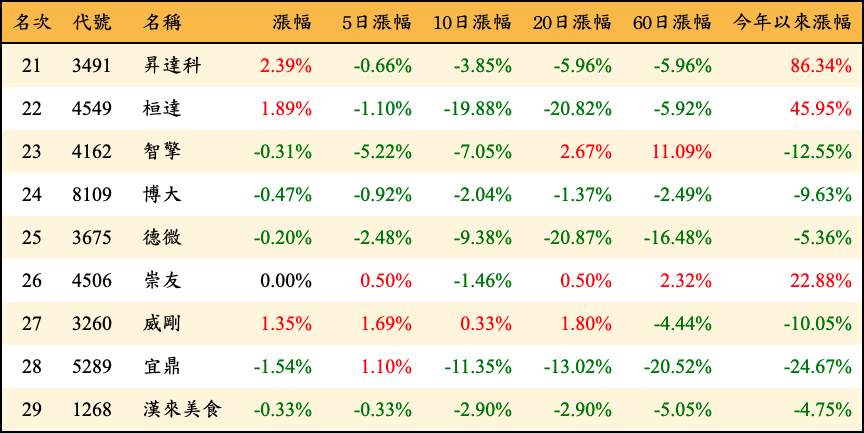 名次 代號 名稱 漲幅 5日漲幅 10日漲幅 20日漲幅 60日漲幅 今年以來漲幅
21 3491 昇達科 2.39% -0.66% -3.85% -5.96% -5.96% 86.34%
22 4549 桓達 1.89% -1.10% -19.88% -20.82% -5.92% 45.95%
23 4162 智擎 -0.31% -5.22% -7.05% 2.67% 11.09% -12.55%
24 8109 博大 -0.47% -0.92% -2.04% -1.37% -2.49% -9.63%
25 3675 德微 -0.20% -2.48% -9.38% -20.87% -16.48% -5.36%
26 4506 崇友 0.00% 0.50% -1.46% 0.50% 2.32% 22.88%
27 3260 威剛 1.35% 1.69% 0.33% 1.80% -4.44% -10.05%
28 5289 宜鼎 -1.54% 1.10% -11.35% -13.02% -20.52% -24.67%
29 1268 漢來美食 -0.33% -0.33% -2.90% -2.90% -5.05% -4.75%